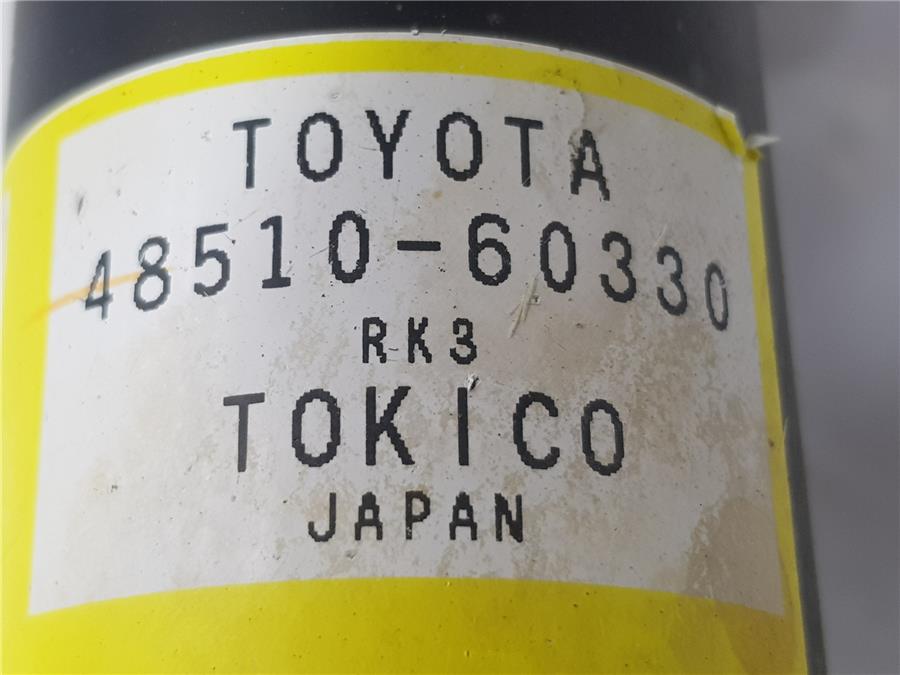 TOYOTA
48510-60330
RK3
TOKICO
JAPAN